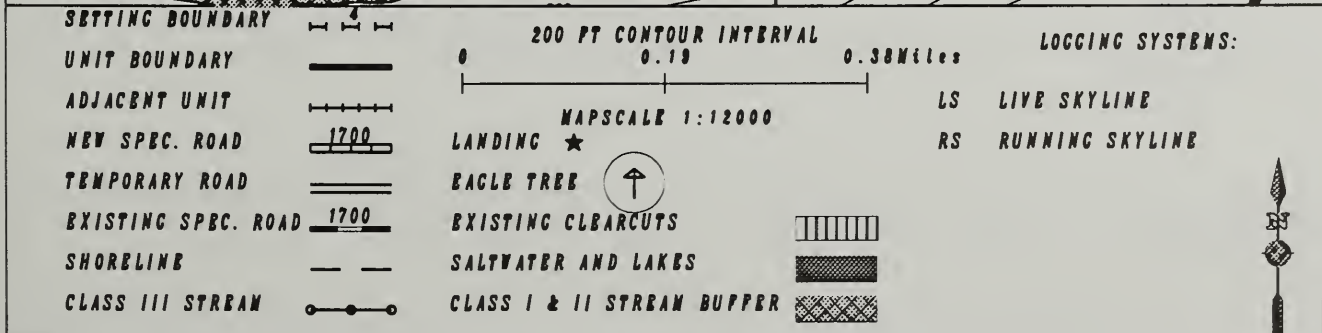 SETTING BOUNDARY 4
UNIT BOUNDARY
ADJACENT UNIT
NEW SPEC. ROAD 1700
TEMPORARY ROAD
EXISTING SPEC. ROAD 1700
SHORELINE
CLASS III STREAM
200 FT CONTOUR INTERVAL
0 0.19 0.38Miles
MAPSCALE 1:12000
LANDING
EAGLE TREE
EXISTING CLEARCUTS
SALTWATER AND LAKES
CLASS I & II STREAM BUFFER
LOGGING SYSTEMS:
LS LIVE SKYLINE
RS RUNNING SKYLINE
N